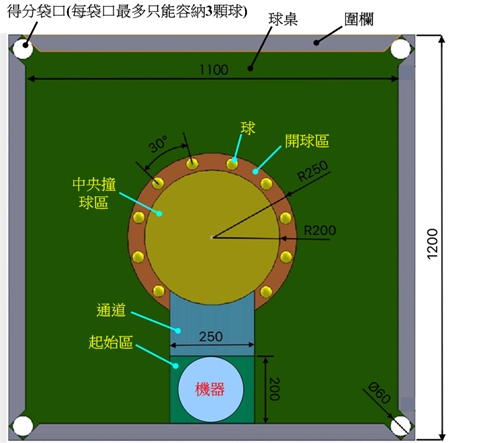 得分袋口(每袋口最多只能容納3顆球)
球桌
圍欄
1100
30°
球
開球區
R250
中央撞
球區
R200
1200
通道
250
起始區
機器
200
Ø60